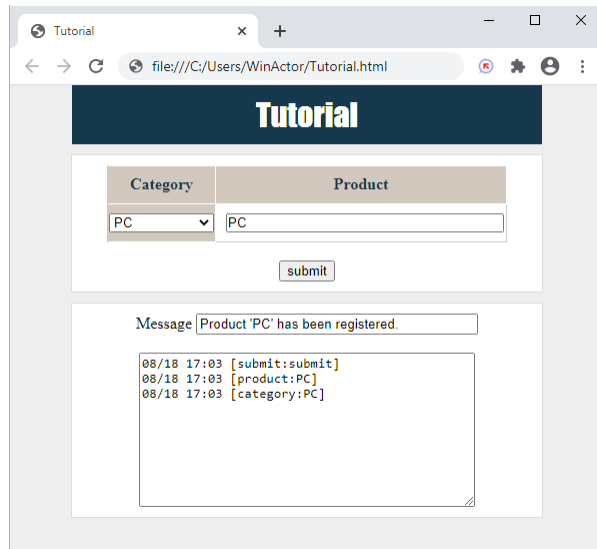 Tutorial
file:///C:/Users/WinActor/Tutorial.html
Tutorial
Category Product
PC PC
submit
Message Product 'PC' has been registered.
08/18 17:03 [submit:submit]
08/18 17:03 [product:PC]
08/18 17:03 [category:PC]